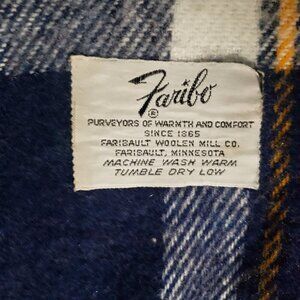 Faribo
®
PURVEYORS OF WARMTH AND COMFORT
SINCE 1865
FARIBAULT WOOLEN MILL CO.
FARIBAULT, MINNESOTA
MACHINE WASH WARM
TUMBLE DRY LOW